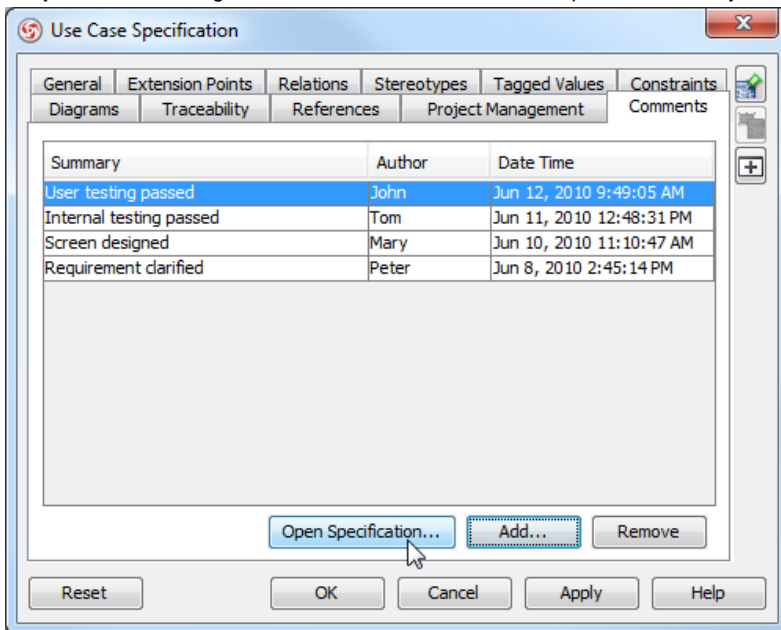 Use Case Specification
General Extension Points Relations Stereotypes Tagged Values Constraints
Diagrams Traceability References Project Management Comments
Summary Author Date Time
User testing passed John Jun 12, 2010 9:49:05 AM
Internal testing passed Tom Jun 11, 2010 12:48:31 PM
Screen designed Mary Jun 10, 2010 11:10:47 AM
Requirement clarified Peter Jun 8, 2010 2:45:14 PM
Open Specification... Add... Remove
Reset OK Cancel Apply Help